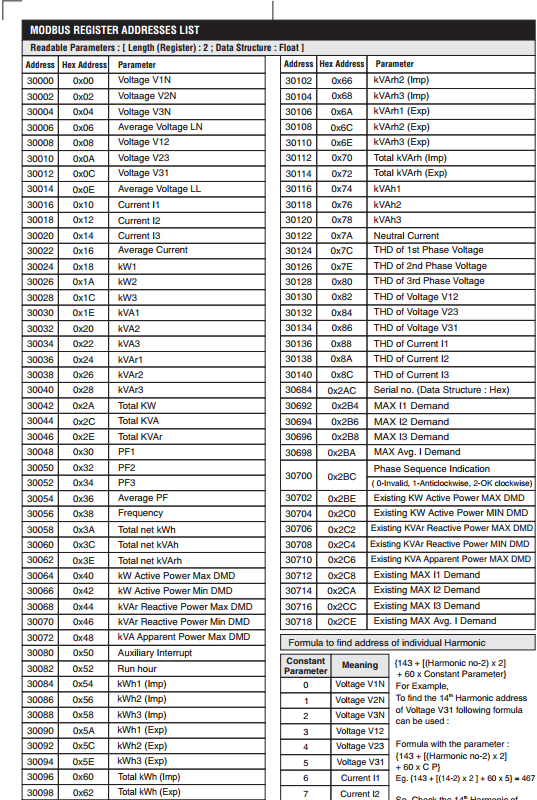 MODBUS REGISTER ADDRESSES LIST
Readable Parameters : [ Length (Register) : 2 ; Data Structure : Float ]
Address Hex Address Parameter
30000 0x00 Voltage V1N
30002 0x02 Voltaage V2N
30004 0x04 Voltage V3N
30006 0x06 Average Voltage LN
30008 0x08 Voltage V12
30010 0x0A Voltage V23
30012 0x0C Voltage V31
30014 0x0E Average Voltage LL
30016 0x10 Current I1
30018 0x12 Current I2
30020 0x14 Current I3
30022 0x16 Average Current
30024 0x18 kW1
30026 0x1A kW2
30028 0x1C kW3
30030 0x1E kVA1
30032 0x20 kVA2
30034 0x22 kVA3
30036 0x24 kVAr1
30038 0x26 kVAr2
30040 0x28 kVAr3
30042 0x2A Total KW
30044 0x2C Total KVA
30046 0x2E Total KVAr
30048 0x30 PF1
30050 0x32 PF2
30052 0x34 PF3
30054 0x36 Average PF
30056 0x38 Frequency
30058 0x3A Total net kWh
30060 0x3C Total net kVAh
30062 0x3E Total net kVArh
30064 0x40 kW Active Power Max DMD
30066 0x42 kW Active Power Min DMD
30068 0x44 kVAr Reactive Power Max DMD
30070 0x46 kVAr Reactive Power Min DMD
30072 0x48 kVA Apparent Power Max DMD
30080 0x50 Auxiliary Interrupt
30082 0x52 Run hour
30084 0x54 kWh1 (Imp)
30086 0x56 kWh2 (Imp)
30088 0x58 kWh3 (Imp)
30090 0x5A kWh1 (Exp)
30092 0x5C kWh2 (Exp)
30094 0x5E kWh3 (Exp)
30096 0x60 Total kWh (Imp)
30098 0x62 Total kWh (Exp)
Address Hex Address Parameter
30102 0x66 kVArh2 (Imp)
30104 0x68 kVArh3 (Imp)
30106 0x6A kVArh1 (Exp)
30108 0x6C kVArh2 (Exp)
30110 0x6E kVArh3 (Exp)
30112 0x70 Total kVArh (Imp)
30114 0x72 Total kVArh (Exp)
30116 0x74 kVAh1
30118 0x76 kVAh2
30120 0x78 kVAh3
30122 0x7A Neutral Current
30124 0x7C THD of 1st Phase Voltage
30126 0x7E THD of 2nd Phase Voltage
30128 0x80 THD of 3rd Phase Voltage
30130 0x82 THD of Voltage V12
30132 0x84 THD of Voltage V23
30134 0x86 THD of Voltage V31
30136 0x88 THD of Current I1
30138 0x8A THD of Current I2
30140 0x8C THD of Current I3
30684 0x2AC Serial no. (Data Structure : Hex)
30692 0x2B4 MAX I1 Demand
30694 0x2B6 MAX I2 Demand
30696 0x2B8 MAX I3 Demand
30698 0x2BA MAX Avg. I Demand
30700 0x2BC Phase Sequence Indication
( 0-Invalid, 1-Anticlockwise, 2-OK clockwise)
30702 0x2BE Existing KW Active Power MAX DMD
30704 0x2C0 Existing KW Active Power MIN DMD
30706 0x2C2 Existing KVAr Reactive Power MAX DMD
30708 0x2C4 Existing KVAr Reactive Power MIN DMD
30710 0x2C6 Existing KVA Apparent Power MAX DMD
30712 0x2C8 Existing MAX I1 Demand
30714 0x2CA Existing MAX I2 Demand
30716 0x2CC Existing MAX I3 Demand
30718 0x2CE Existing MAX Avg. I Demand
Formula to find address of individual Harmonic
Constant Parameter Meaning
0 Voltage V1N
1 Voltage V2N
2 Voltage V3N
3 Voltage V12
4 Voltage V23
5 Voltage V31
6 Current I1
7 Current I2
{143 + [(Harmonic no-2) x 2]
+ 60 x Constant Parameter}
For Example,
To find the 14th Harmonic address
of Voltage V31 following formula
can be used :
Formula with the parameter :
{143 + [(Harmonic no-2) x 2]
+ 60 x C P}
Eg. {143 + [(14-2) x 2 ] + 60 x 5} = 467
So, Check the 14th Harmonic of